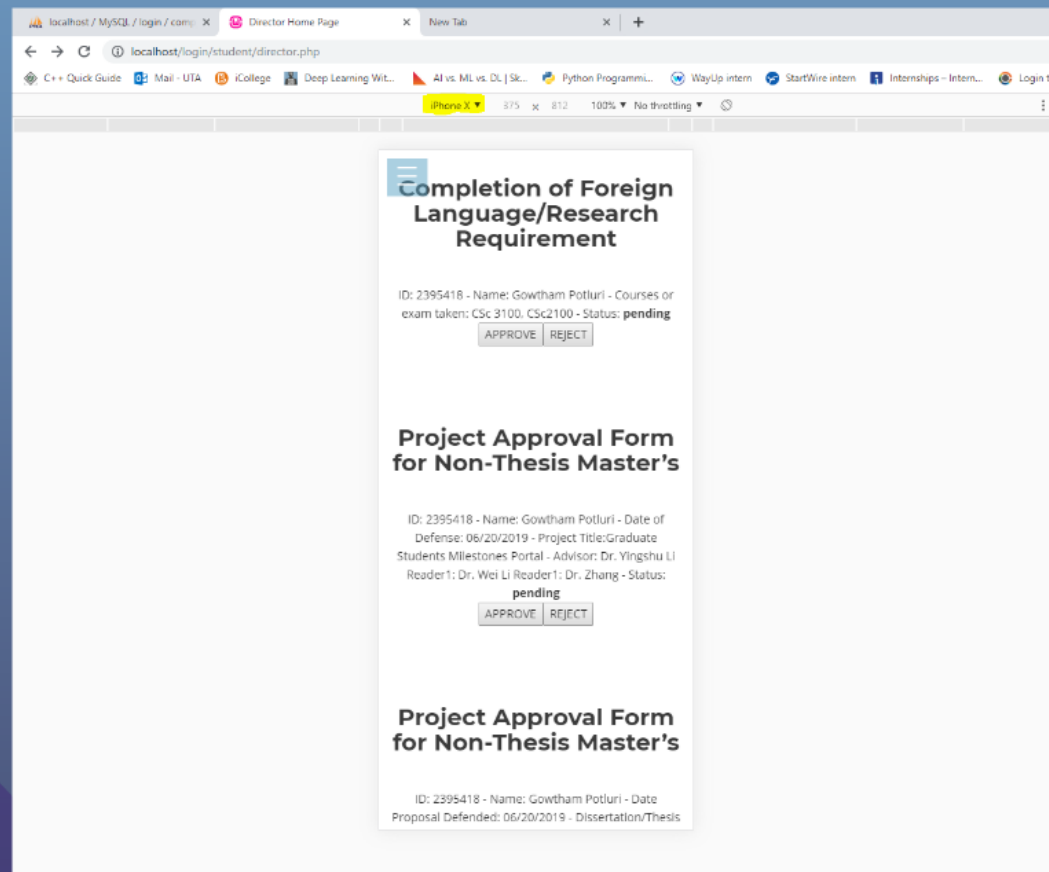 localhost / MySQL / login / comp
Director Home Page
New Tab
localhost/login/student/director.php
C++ Quick Guide
Mail - UTA
iCollege
Deep Learning Wit...
AI vs. ML vs. DL | Sk...
Python Programmi...
WayUp intern
StartWire intern
Internships – Intern...
Login t
iPhone X ▼ 375 x 812 100% ▼ No throttling ▼
Completion of Foreign
Language/Research
Requirement
ID: 2395418 - Name: Gowtham Potluri - Courses or
exam taken: CSc 3100, CSc2100 - Status: pending
APPROVE REJECT
Project Approval Form
for Non-Thesis Master’s
ID: 2395418 - Name: Gowtham Potluri - Date of
Defense: 06/20/2019 - Project Title:Graduate
Students Milestones Portal - Advisor: Dr. Yingshu Li
Reader1: Dr. Wei Li Reader1: Dr. Zhang - Status:
pending
APPROVE REJECT
Project Approval Form
for Non-Thesis Master’s
ID: 2395418 - Name: Gowtham Potluri - Date
Proposal Defended: 06/20/2019 - Dissertation/Thesis